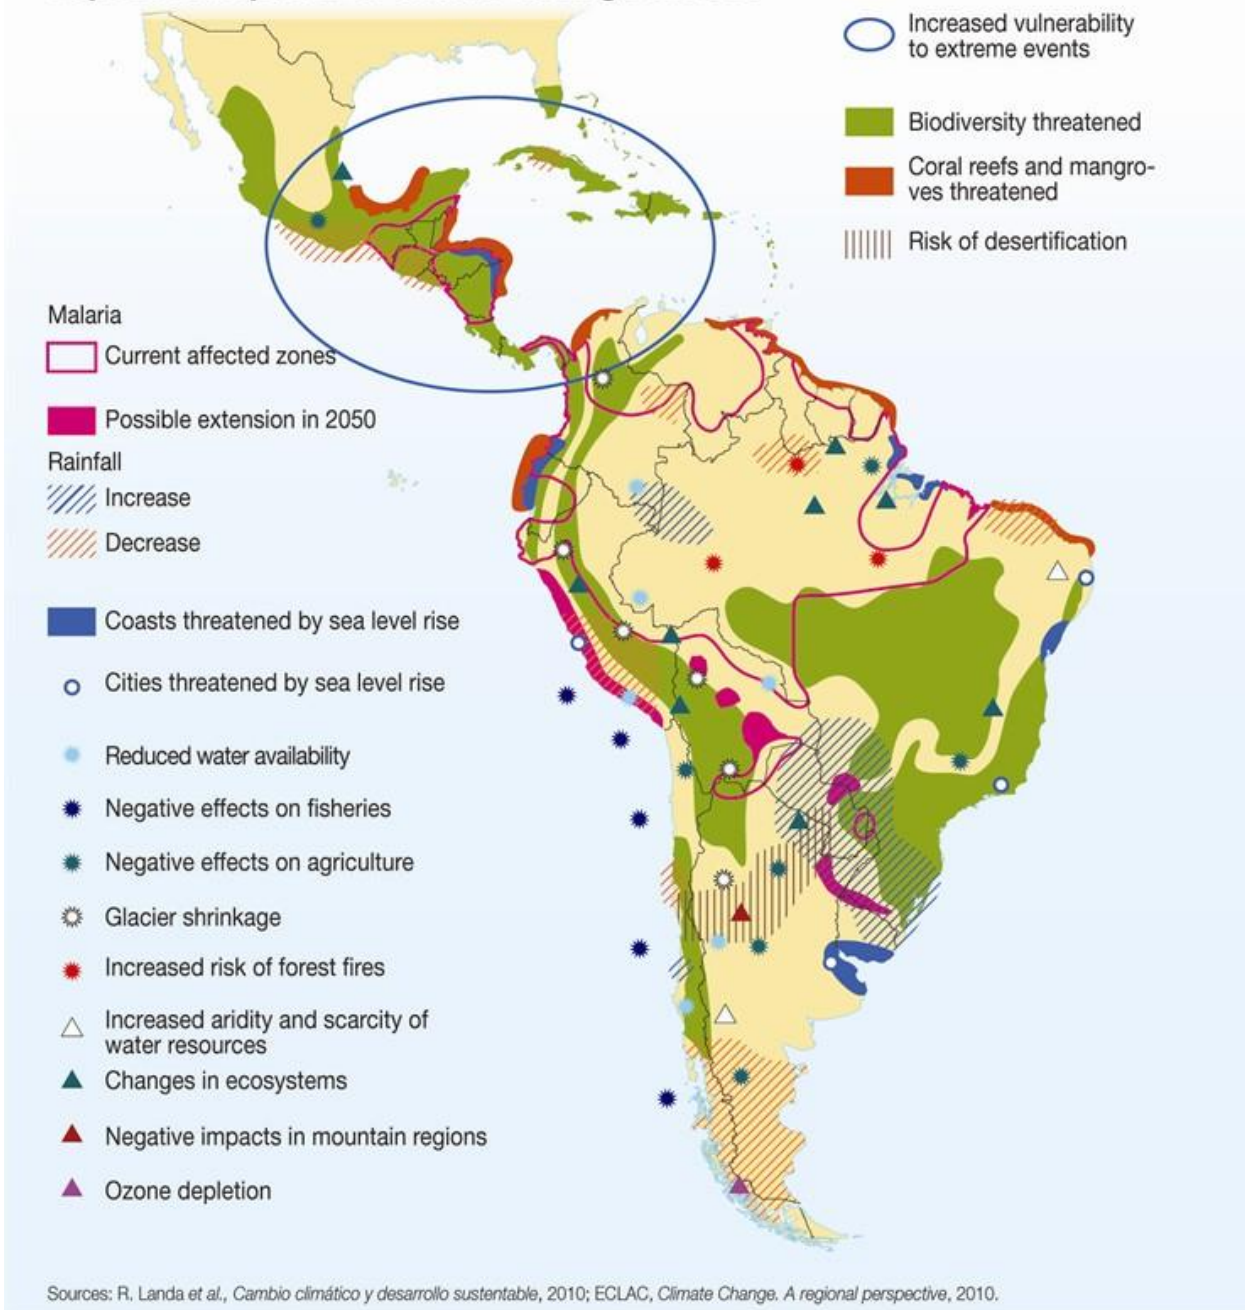 Increased vulnerability
to extreme events
Biodiversity threatened
Coral reefs and mangro-
ves threatened
Risk of desertification
Malaria
Current affected zones
Possible extension in 2050
Rainfall
Increase
Decrease
Coasts threatened by sea level rise
Cities threatened by sea level rise
Reduced water availability
Negative effects on fisheries
Negative effects on agriculture
Glacier shrinkage
Increased risk of forest fires
Increased aridity and scarcity of
water resources
Changes in ecosystems
Negative impacts in mountain regions
Ozone depletion
Sources: R. Landa et al., Cambio climático y desarrollo sustentable, 2010; ECLAC, Climate Change. A regional perspective, 2010.